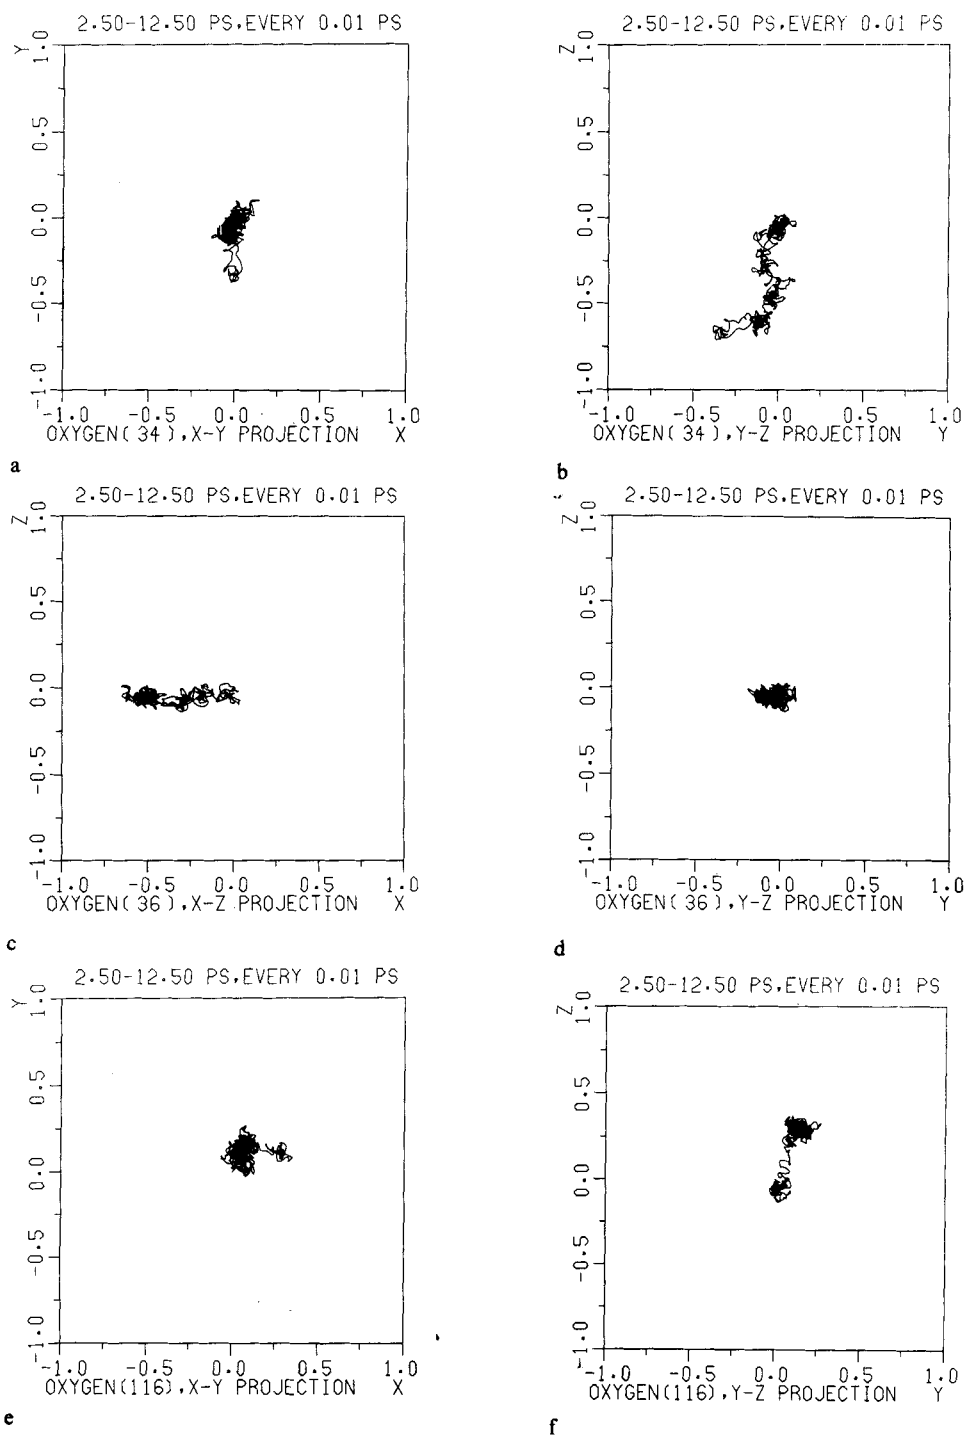 2.50-12.50 PS,EVERY 0.01 PS
Y
1.0
0.5
0.0
-0.5
-1.0
-1.0 -0.5 0.0 0.5 1.0
OXYGEN( 34),X-Y PROJECTION X
a
2.50-12.50 PS,EVERY 0.01 PS
Z
1.0
0.5
0.0
-0.5
-1.0
-1.0 -0.5 0.0 0.5 1.0
OXYGEN( 34),Y-Z PROJECTION Y
b
2.50-12.50 PS,EVERY 0.01 PS
Z
1.0
0.5
0.0
-0.5
-1.0
-1.0 -0.5 0.0 0.5 1.0
OXYGEN( 36),X-Z PROJECTION X
c
2.50-12.50 PS,EVERY 0.01 PS
Z
1.0
0.5
0.0
-0.5
-1.0
-1.0 -0.5 0.0 0.5 1.0
OXYGEN( 36),Y-Z PROJECTION Y
d
2.50-12.50 PS,EVERY 0.01 PS
Y
1.0
0.5
0.0
-0.5
-1.0
-1.0 -0.5 0.0 0.5 1.0
OXYGEN(116),X-Y PROJECTION X
e
2.50-12.50 PS,EVERY 0.01 PS
Z
1.0
0.5
0.0
-0.5
-1.0
-1.0 -0.5 0.0 0.5 1.0
OXYGEN(116),Y-Z PROJECTION Y
f